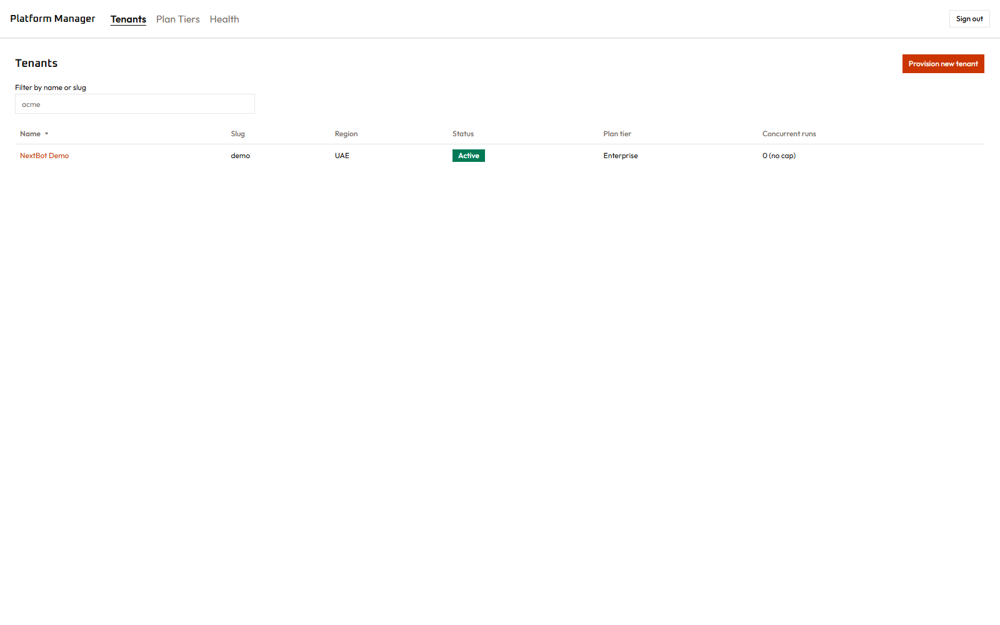 Platform Manager Tenants Plan Tiers Health Sign out
Tenants Provision new tenant
Filter by name or slug
acme
Name Slug Region Status Plan tier Concurrent runs
NextBot Demo demo UAE Active Enterprise 0 (no cap)